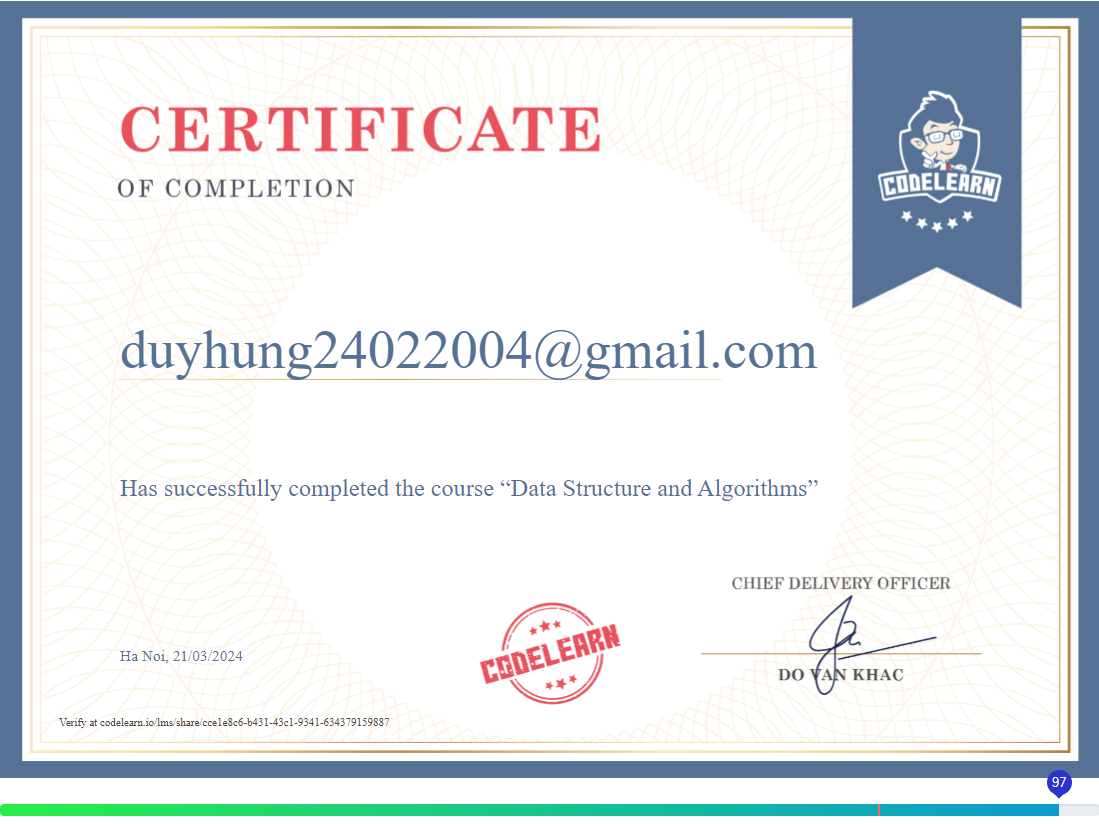 CERTIFICATE
OF COMPLETION
CODELEARN
duyhung24022004@gmail.com
Has successfully completed the course “Data Structure and Algorithms”
CHIEF DELIVERY OFFICER
CODELEARN
Ha Noi, 21/03/2024
DO VAN KHAC
Verify at codelearn.io/lms/share/cce1e8c6-b431-43c1-9341-634379159887
97